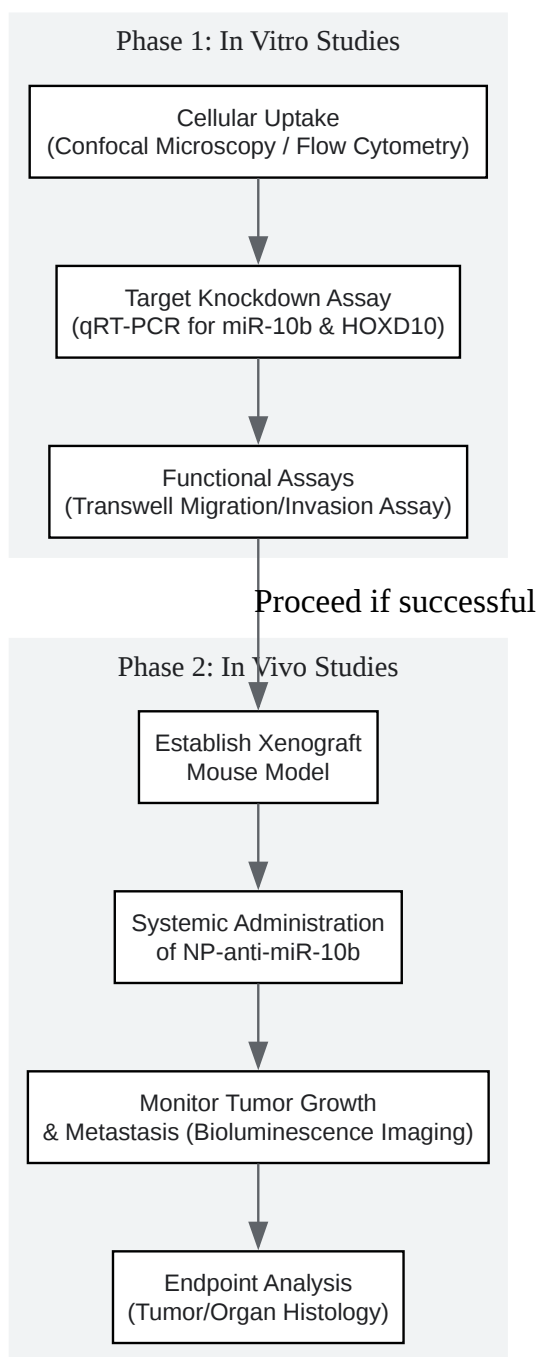 Phase 1: In Vitro Studies
Cellular Uptake
(Confocal Microscopy / Flow Cytometry)
Target Knockdown Assay
(qRT-PCR for miR-10b & HOXD10)
Functional Assays
(Transwell Migration/Invasion Assay)
Proceed if successful
Phase 2: In Vivo Studies
Establish Xenograft
Mouse Model
Systemic Administration
of NP-anti-miR-10b
Monitor Tumor Growth
& Metastasis (Bioluminescence Imaging)
Endpoint Analysis
(Tumor/Organ Histology)